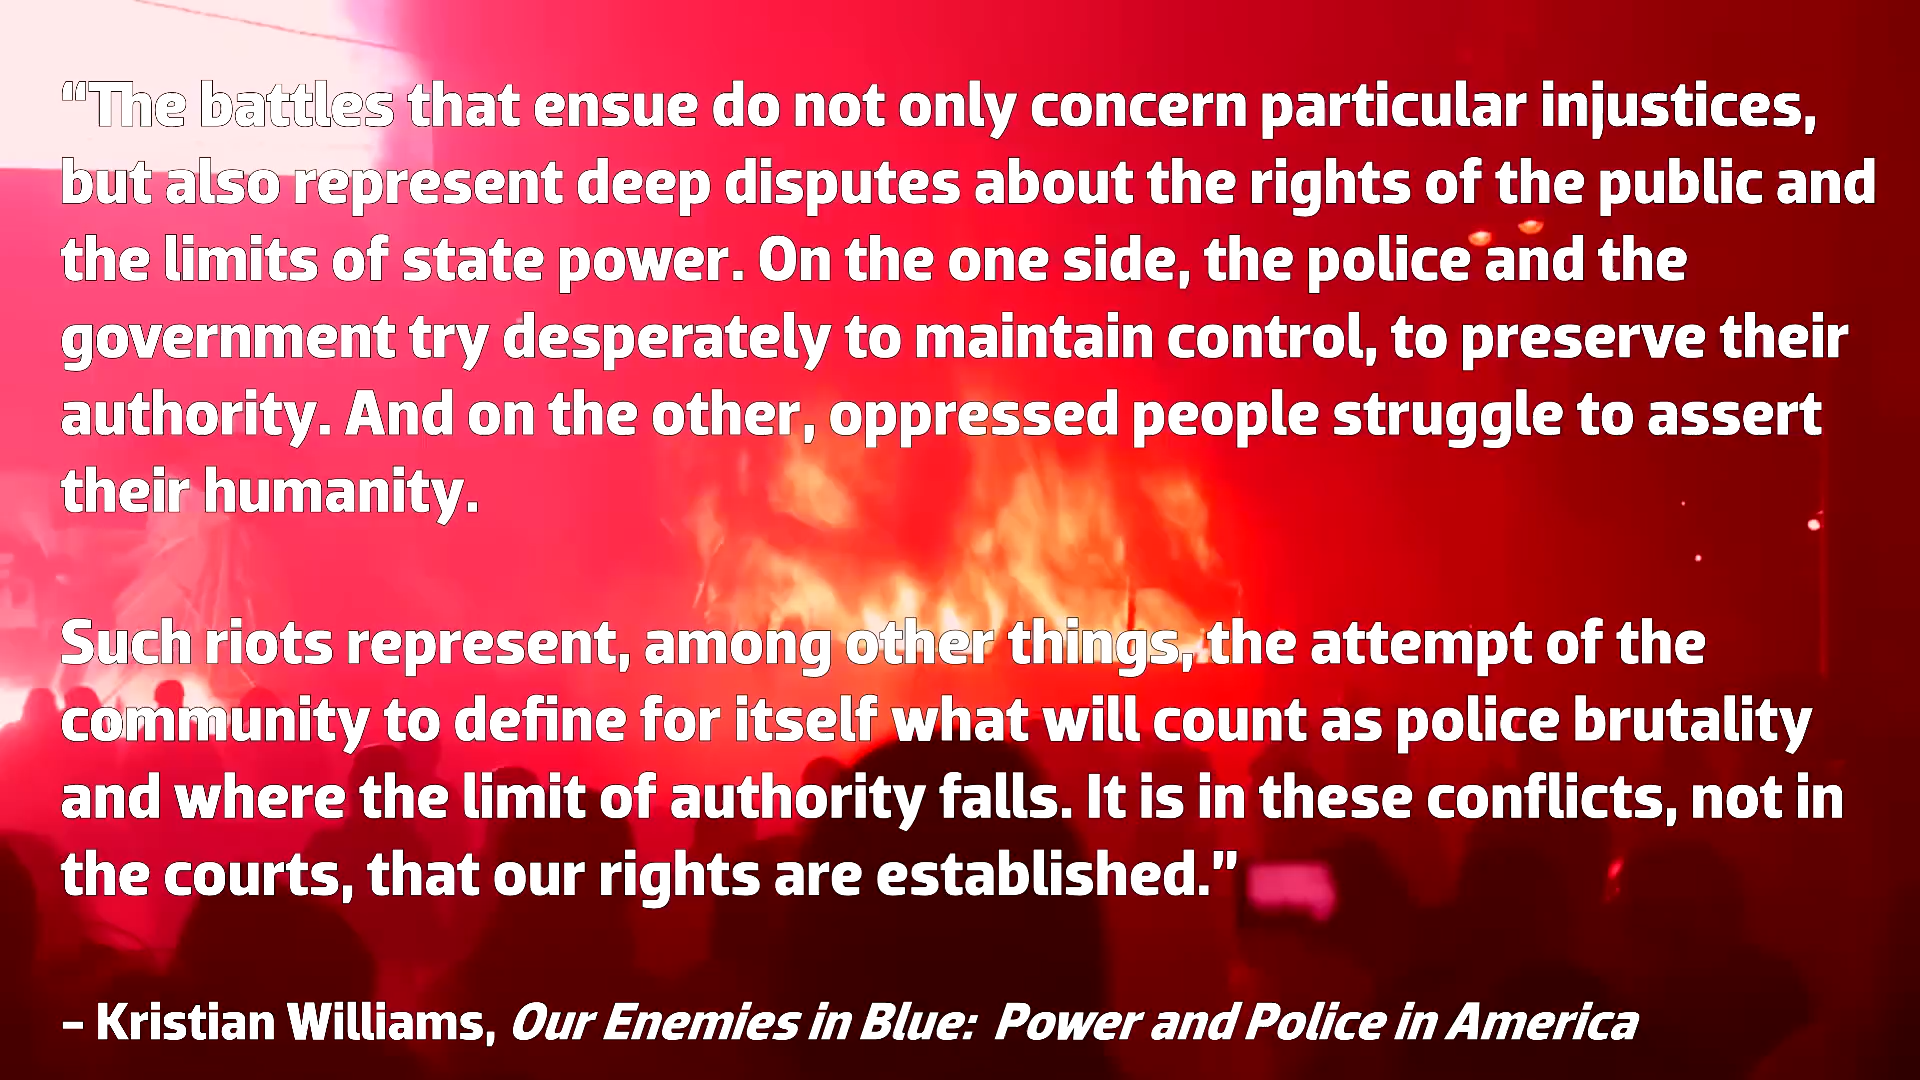 “The battles that ensue do not only concern particular injustices,
but also represent deep disputes about the rights of the public and
the limits of state power. On the one side, the police and the
government try desperately to maintain control, to preserve their
authority. And on the other, oppressed people struggle to assert
their humanity.
Such riots represent, among other things, the attempt of the
community to define for itself what will count as police brutality
and where the limit of authority falls. It is in these conflicts, not in
the courts, that our rights are established.”
– Kristian Williams, Our Enemies in Blue: Power and Police in America